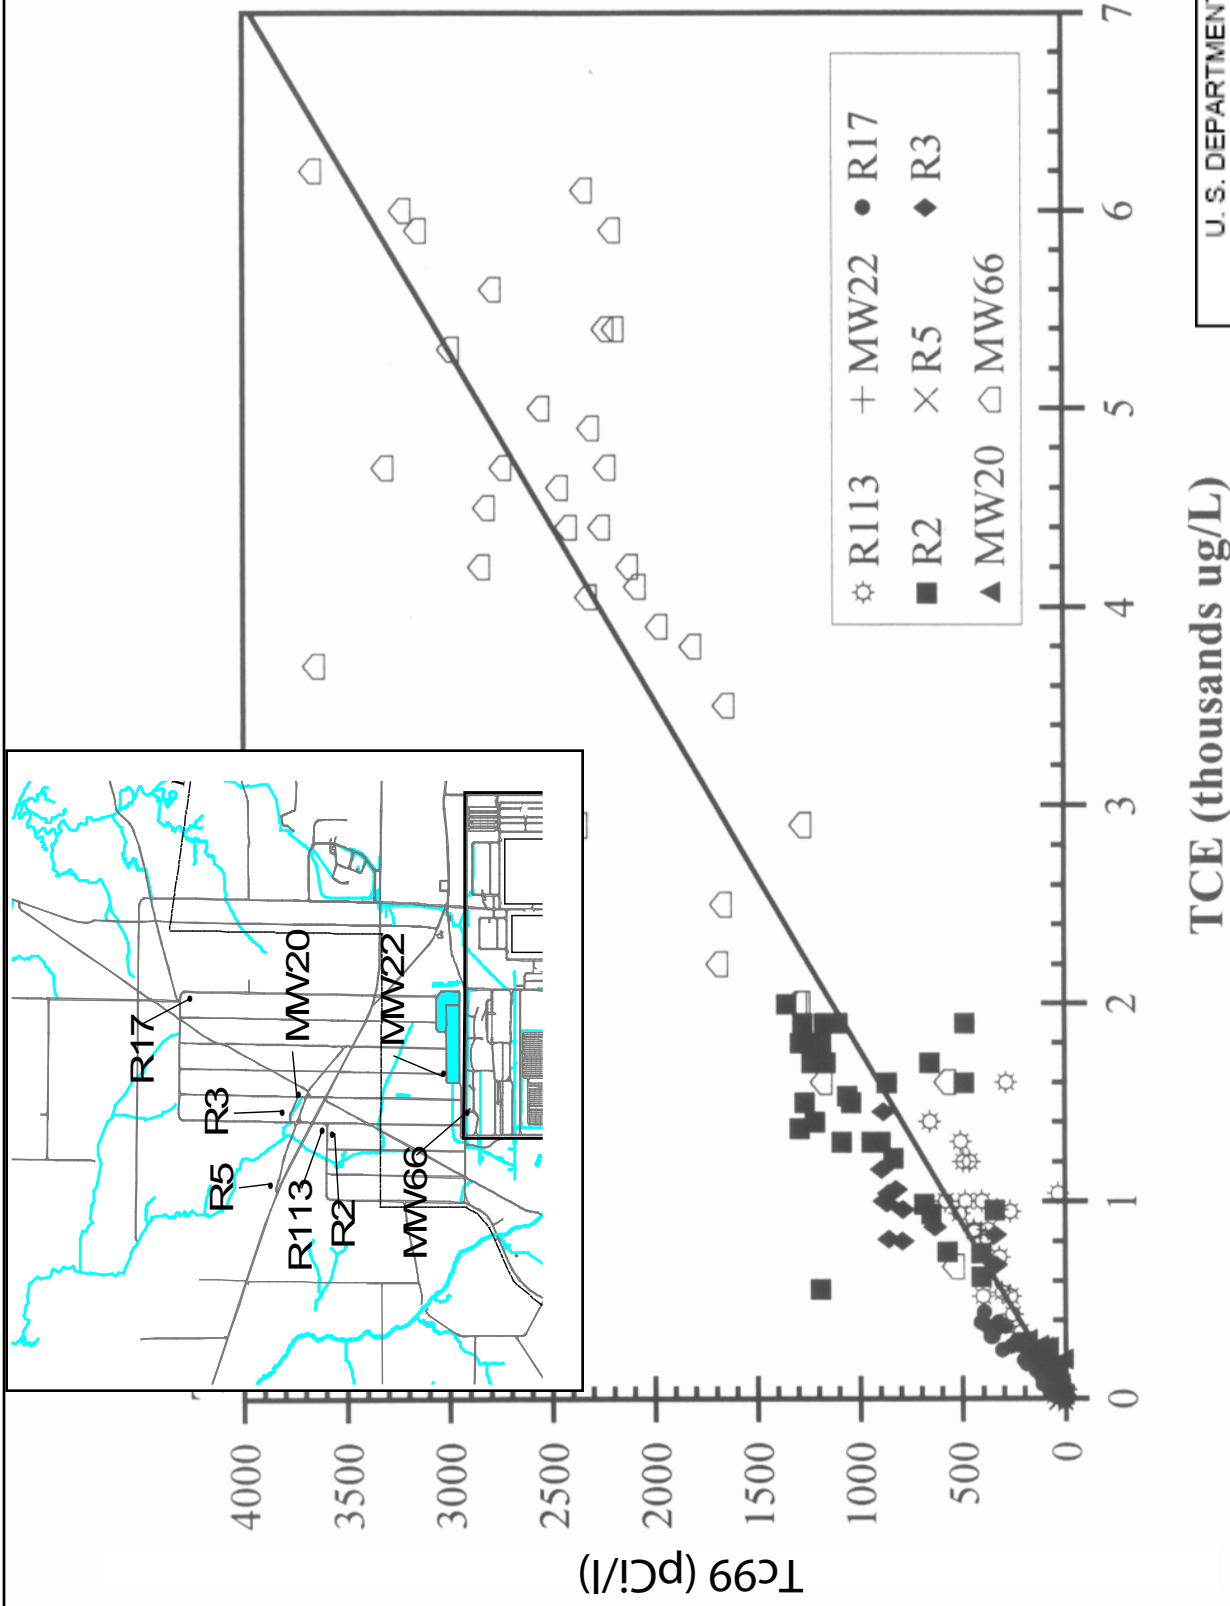 R17
R3
MW20
R5
MW22
R113
R2
MW66
4000
3500
3000
2500
2000
1500
1000
500
0
Tc99 (pCi/l)
R113
MW22
R17
R2
R5
R3
MW20
MW66
0
1
2
3
4
5
6
7
TCE (thousands ug/L)
U. S. DEPARTMENT